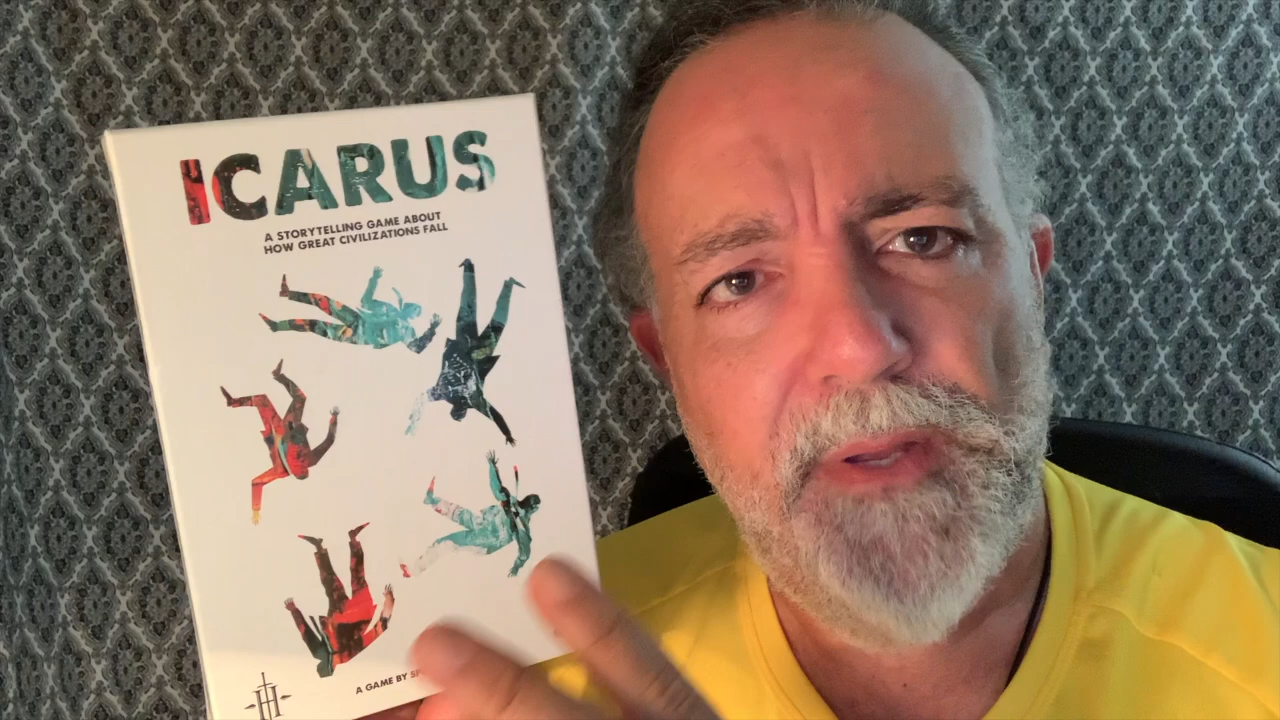 ICARUS
A STORYTELLING GAME ABOUT
HOW GREAT CIVILIZATIONS FALL
A GAME BY